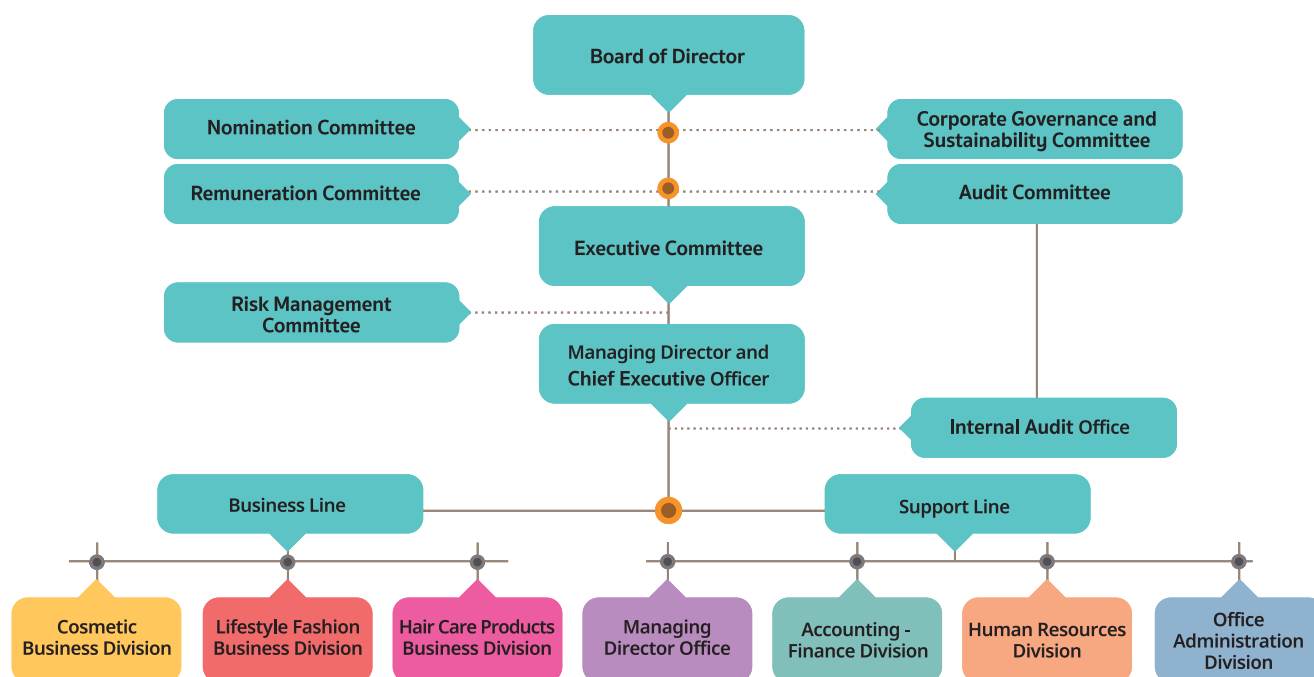 Board of Director
Nomination Committee
Corporate Governance and
Sustainability Committee
Remuneration Committee
Audit Committee
Executive Committee
Risk Management
Committee
Managing Director and
Chief Executive Officer
Internal Audit Office
Business Line
Support Line
Cosmetic
Business Division
Lifestyle Fashion
Business Division
Hair Care Products
Business Division
Managing
Director Office
Accounting -
Finance Division
Human Resources
Division
Office
Administration
Division